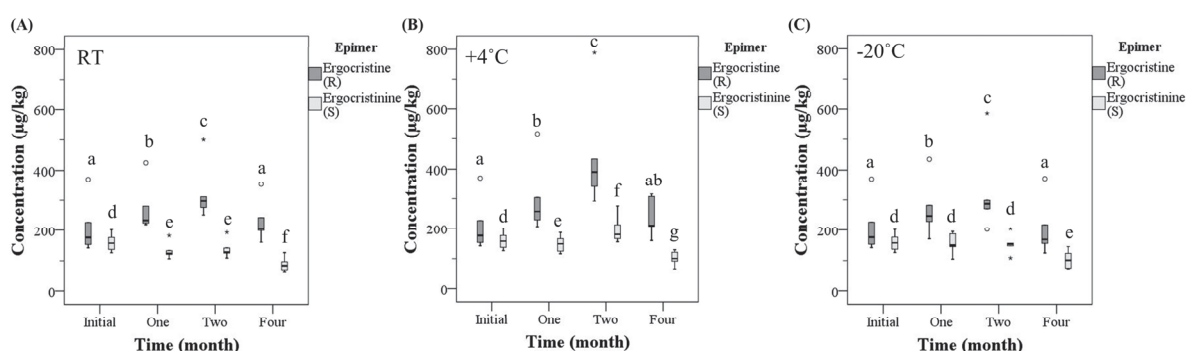 (A)
RT
Concentration (µg/kg)
800
600
400
200
0
a
b
c
a
d
e
e
f
Initial One Two Four
Time (month)
Epimer
Ergocristine
(R)
Ergocristinine
(S)
(B)
+4˚C
Concentration (µg/kg)
800
600
400
200
0
a
b
c
ab
d
e
f
g
Initial One Two Four
Time (month)
Epimer
Ergocristine
(R)
Ergocristinine
(S)
(C)
-20˚C
Concentration (µg/kg)
800
600
400
200
0
a
b
c
a
d
d
d
e
Initial One Two Four
Time (month)
Epimer
Ergocristine
(R)
Ergocristinine
(S)